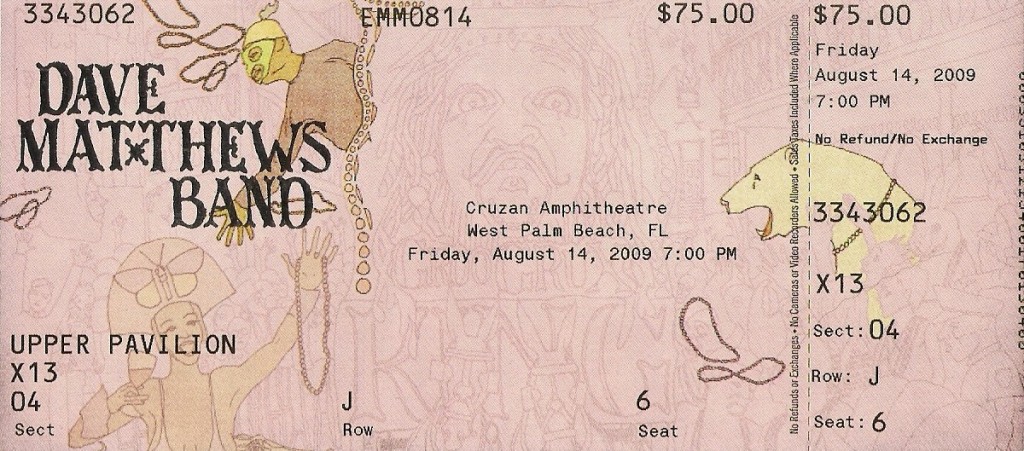 3343062
EMM0814
$75.00
DAVE
MATTHEWS
BAND
Cruzan Amphitheatre
West Palm Beach, FL
Friday, August 14, 2009 7:00 PM
UPPER PAVILION
X13
04
Sect
J
Row
6
Seat
No Refunds or Exchanges • No Cameras or Video Recorders Allowed • Sales Taxes Included Where Applicable
$75.00
Friday
August 14, 2009
7:00 PM
No Refund/No Exchange
3343062
X13
Sect: 04
Row: J
Seat: 6